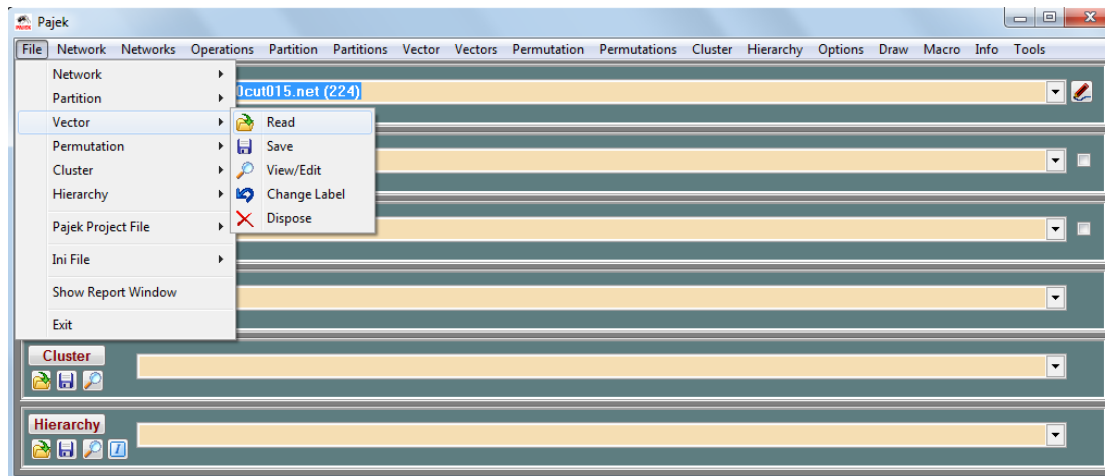 Pajek
File Network Networks Operations Partition Partitions Vector Vectors Permutation Permutations Cluster Hierarchy Options Draw Macro Info Tools
Network
Partition
cut015.net (224)
Vector
Read
Permutation
Save
Cluster
View/Edit
Hierarchy
Change Label
Pajek Project File
Dispose
Ini File
Show Report Window
Exit
Cluster
Hierarchy